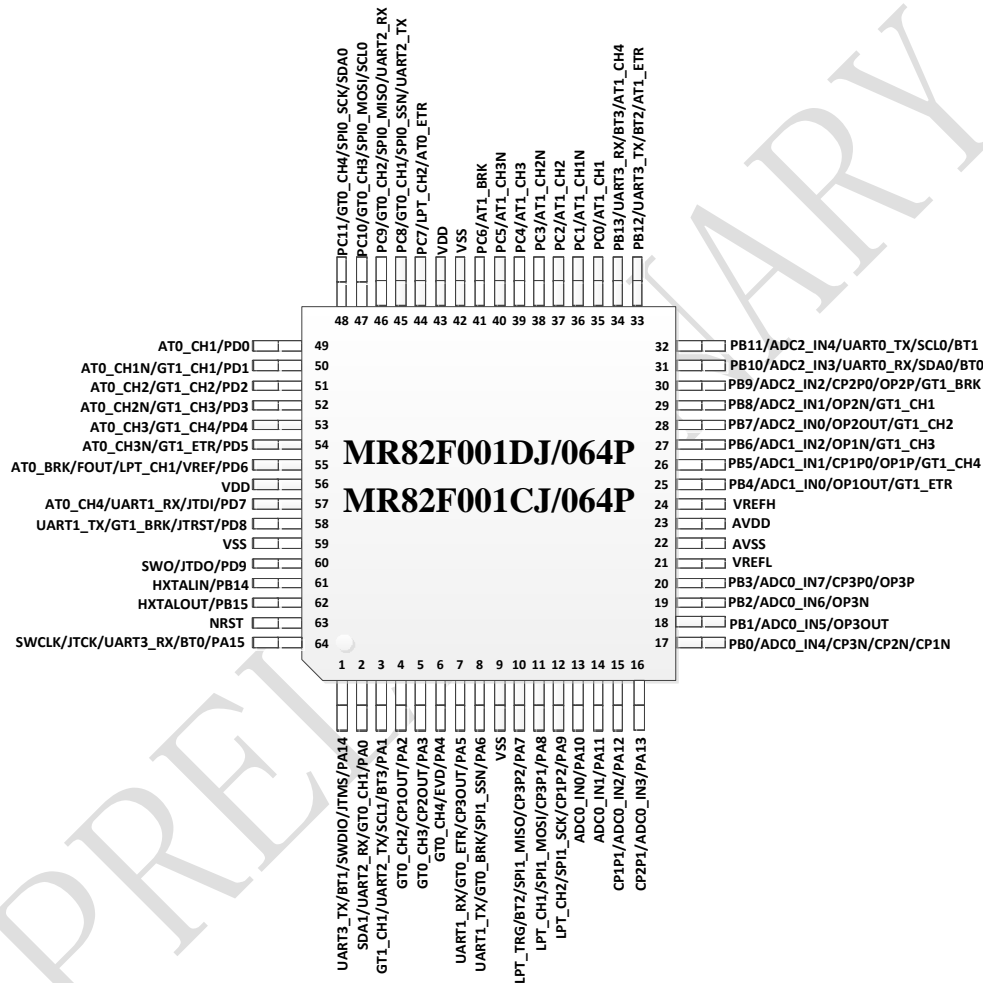 PC11/GT0_CH4/SPI0_SCK/SDA0
PC10/GT0_CH3/SPI0_MOSI/SCL0
PC9/GT0_CH2/SPI0_MISO/UART2_RX
PC8/GT0_CH1/SPI0_SSN/UART2_TX
PC7/LPT_CH2/AT0_ETR
VDD
VSS
PC6/AT1_BRK
PC5/AT1_CH3N
PC4/AT1_CH3
PC3/AT1_CH2N
PC2/AT1_CH2
PC1/AT1_CH1N
PC0/AT1_CH1
PB13/UART3_RX/BT3/AT1_CH4
PB12/UART3_TX/BT2/AT1_ETR
48 47 46 45 44 43 42 41 40 39 38 37 36 35 34 33
AT0_CH1/PD0 49
AT0_CH1N/GT1_CH1/PD1 50
AT0_CH2/GT1_CH2/PD2 51
AT0_CH2N/GT1_CH3/PD3 52
AT0_CH3/GT1_CH4/PD4 53
AT0_CH3N/GT1_ETR/PD5 54
AT0_BRK/FOUT/LPT_CH1/VREF/PD6 55
VDD 56
AT0_CH4/UART1_RX/JTDI/PD7 57
UART1_TX/GT1_BRK/JTRST/PD8 58
VSS 59
SWO/JTDO/PD9 60
HXTALIN/PB14 61
HXTALOUT/PB15 62
NRST 63
SWCLK/JTCK/UART3_RX/BT0/PA15 64
MR82F001DJ/064P
MR82F001CJ/064P
32 PB11/ADC2_IN4/UART0_TX/SCL0/BT1
31 PB10/ADC2_IN3/UART0_RX/SDA0/BT0
30 PB9/ADC2_IN2/CP2P0/OP2P/GT1_BRK
29 PB8/ADC2_IN1/OP2N/GT1_CH1
28 PB7/ADC2_IN0/OP2OUT/GT1_CH2
27 PB6/ADC1_IN2/OP1N/GT1_CH3
26 PB5/ADC1_IN1/CP1P0/OP1P/GT1_CH4
25 PB4/ADC1_IN0/OP1OUT/GT1_ETR
24 VREFH
23 AVDD
22 AVSS
21 VREFL
20 PB3/ADC0_IN7/CP3P0/OP3P
19 PB2/ADC0_IN6/OP3N
18 PB1/ADC0_IN5/OP3OUT
17 PB0/ADC0_IN4/CP3N/CP2N/CP1N
1 2 3 4 5 6 7 8 9 10 11 12 13 14 15 16
UART3_TX/BT1/SWDIO/JTMS/PA14
SDA1/UART2_RX/GT0_CH1/PA0
GT1_CH1/UART2_TX/SCL1/BT3/PA1
GT0_CH2/CP1OUT/PA2
GT0_CH3/CP2OUT/PA3
GT0_CH4/EVD/PA4
UART1_RX/GT0_ETR/CP3OUT/PA5
UART1_TX/GT0_BRK/SPI1_SSN/PA6
VSS
LPT_TRG/BT2/SPI1_MISO/CP3P2/PA7
LPT_CH1/SPI1_MOSI/CP3P1/PA8
LPT_CH2/SPI1_SCK/CP1P2/PA9
ADC0_IN0/PA10
ADC0_IN1/PA11
CP1P1/ADC0_IN2/PA12
CP2P1/ADC0_IN3/PA13